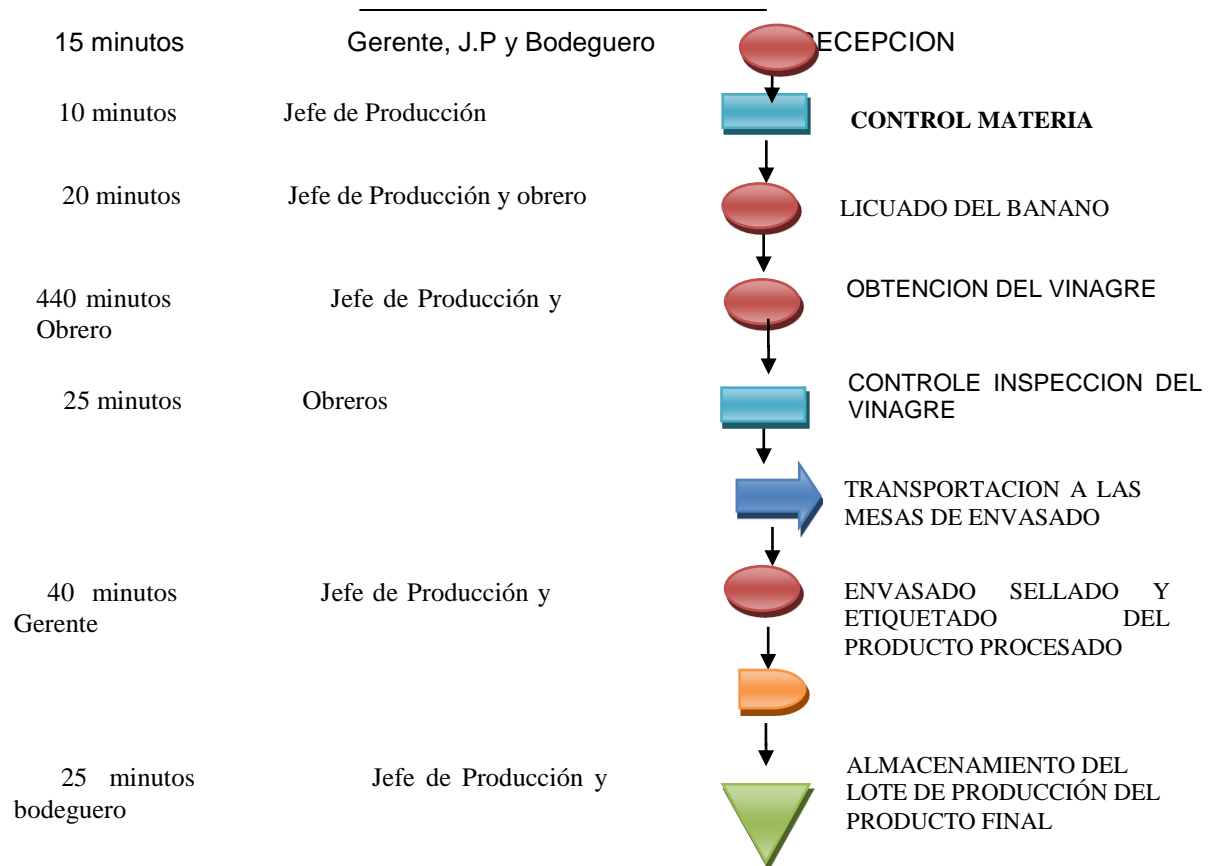 15 minutos Gerente, J.P y Bodeguero RECEPCION
10 minutos Jefe de Producción CONTROL MATERIA
20 minutos Jefe de Producción y obrero LICUADO DEL BANANO
440 minutos Jefe de Producción y
Obrero
OBTENCION DEL VINAGRE
25 minutos Obreros
CONTROLE INSPECCION DEL
VINAGRE
TRANSPORTACION A LAS
MESAS DE ENVASADO
40 minutos Jefe de Producción y
Gerente
ENVASADO SELLADO Y
ETIQUETADO DEL
PRODUCTO PROCESADO
25 minutos Jefe de Producción y
bodeguero
ALMACENAMIENTO DEL
LOTE DE PRODUCCIÓN DEL
PRODUCTO FINAL